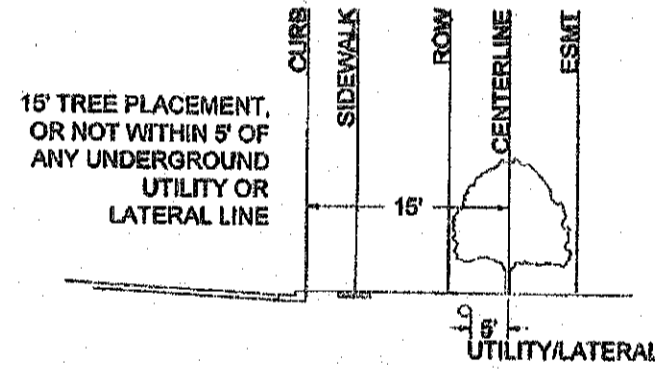 CURB
SIDEWALK
ROW
CENTERLINE
ESMT
15' TREE PLACEMENT,
OR NOT WITHIN 5' OF
ANY UNDERGROUND
UTILITY OR
LATERAL LINE
15'
5'
UTILITY/LATERAL